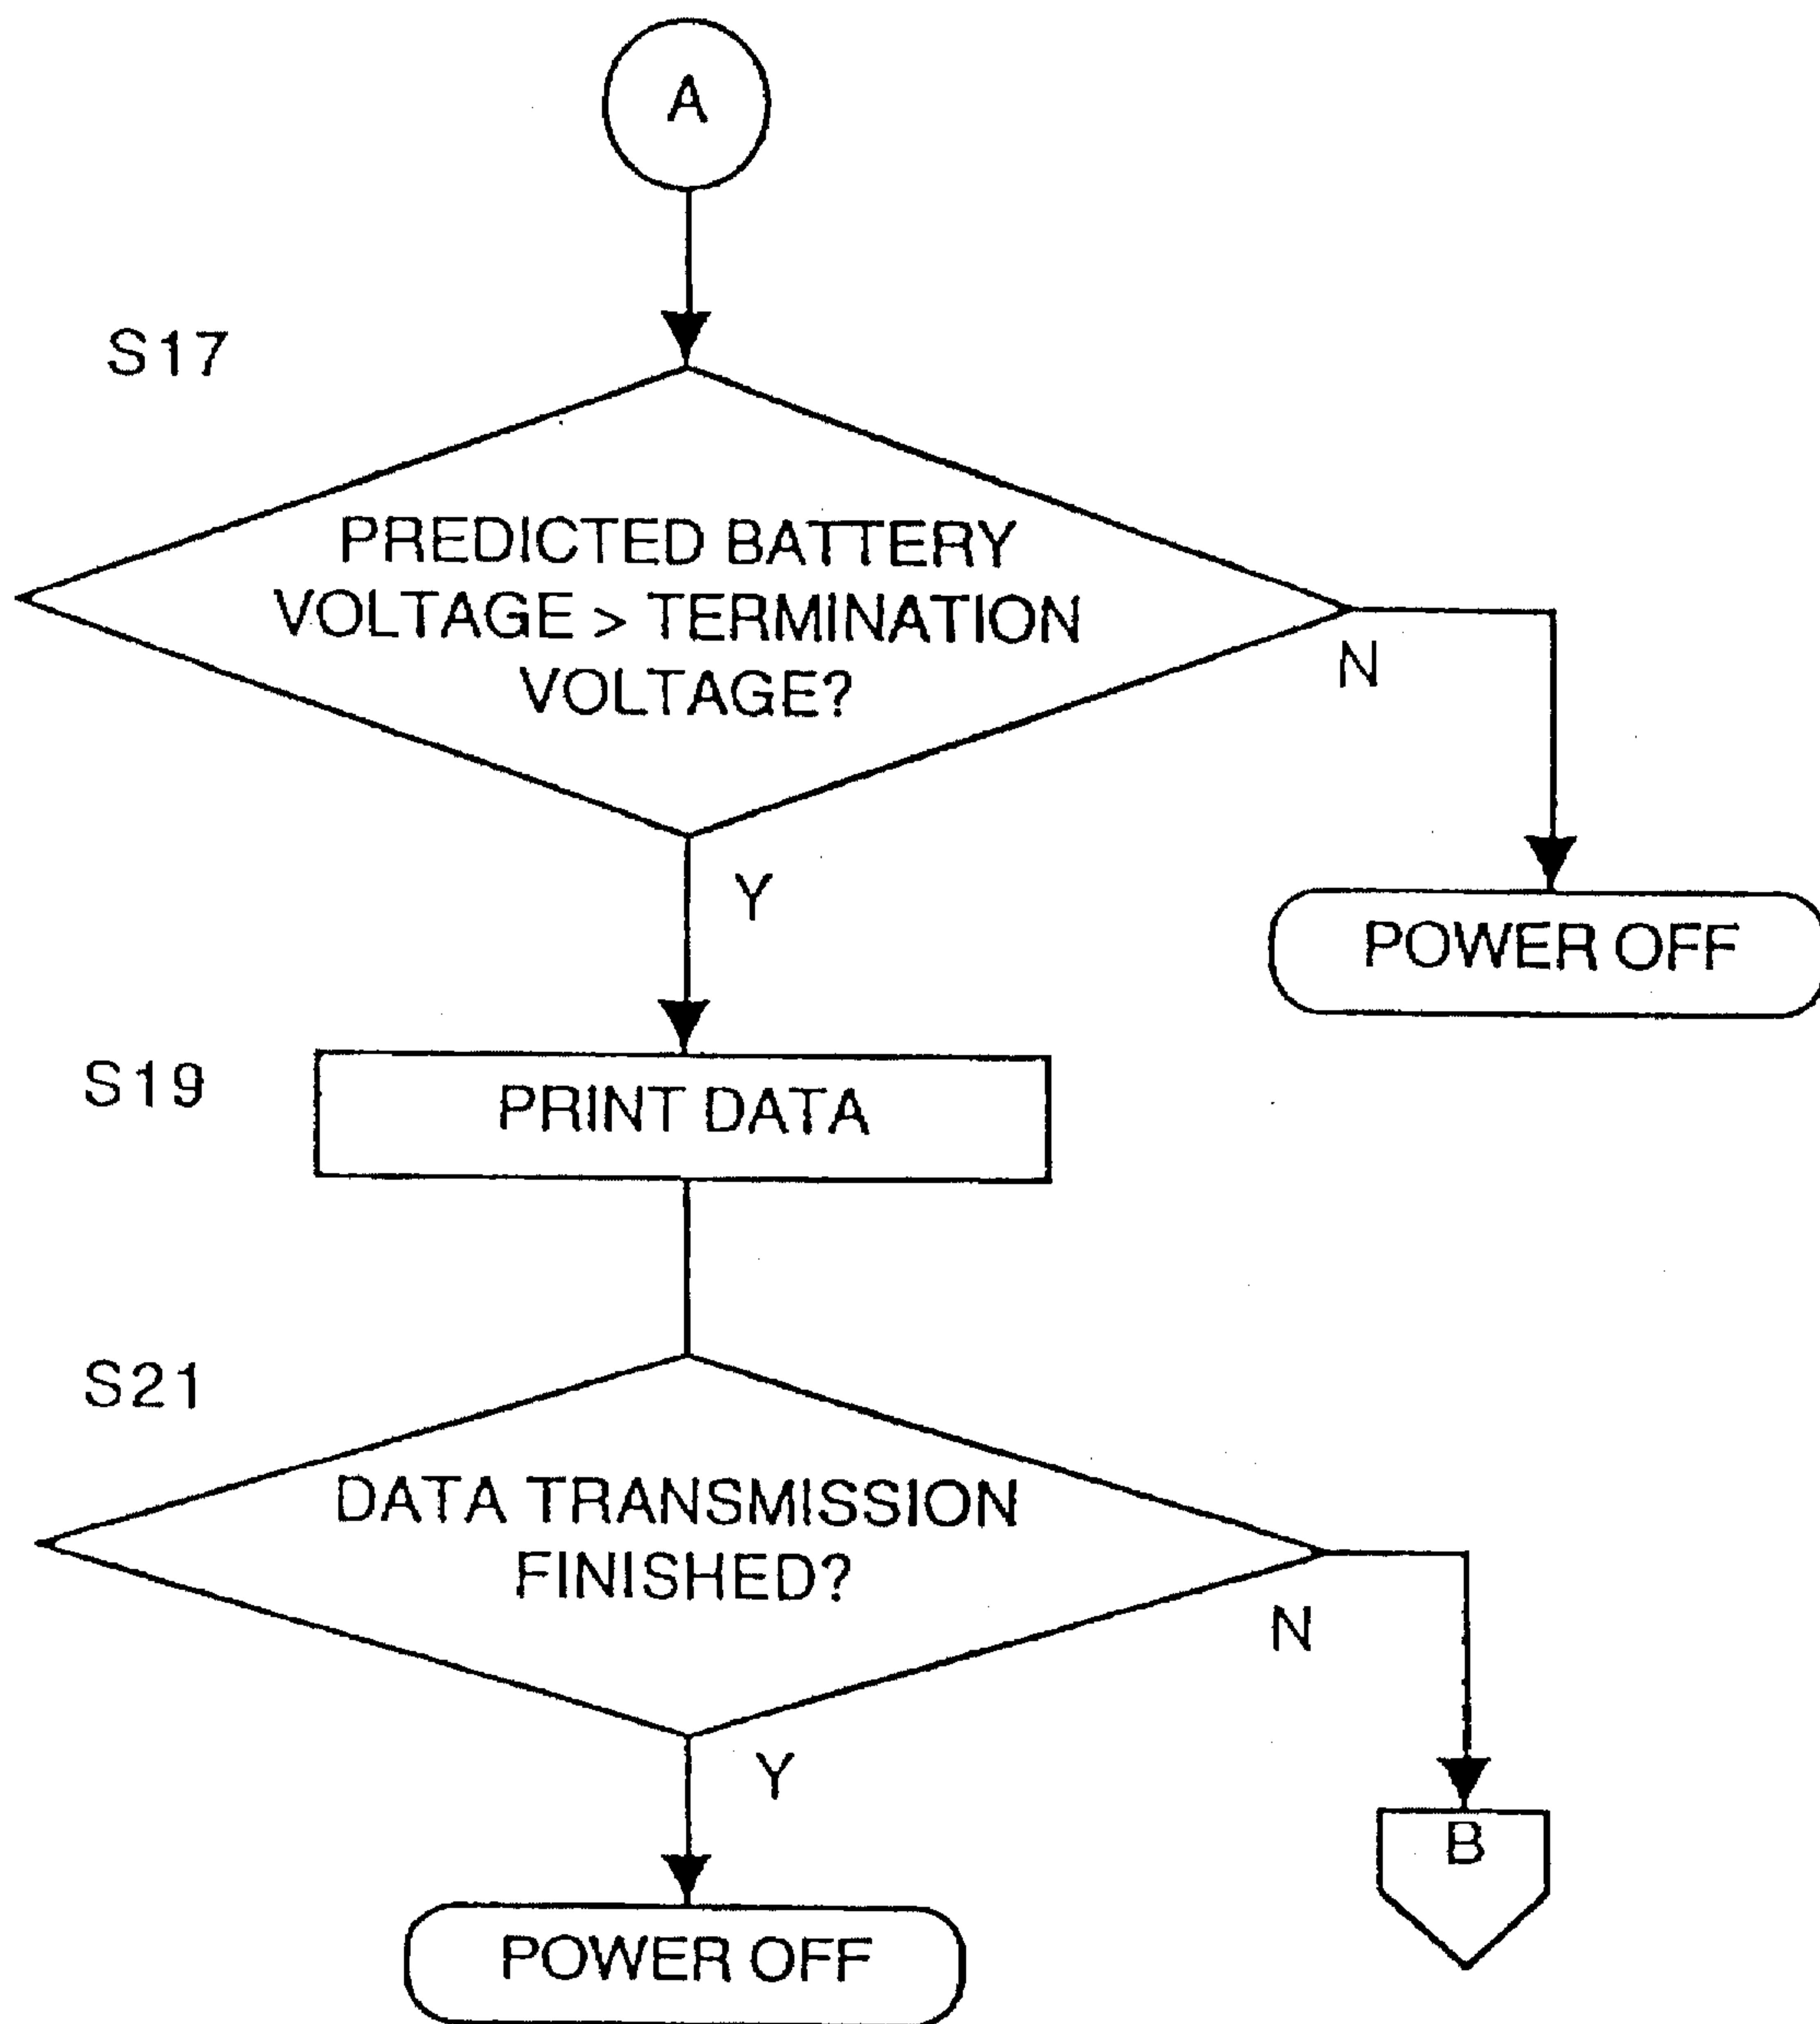 A
S17
PREDICTED BATTERY
VOLTAGE > TERMINATION
VOLTAGE?
N
Y
POWER OFF
S19
PRINT DATA
S21
DATA TRANSMISSION
FINISHED?
N
Y
B
POWER OFF